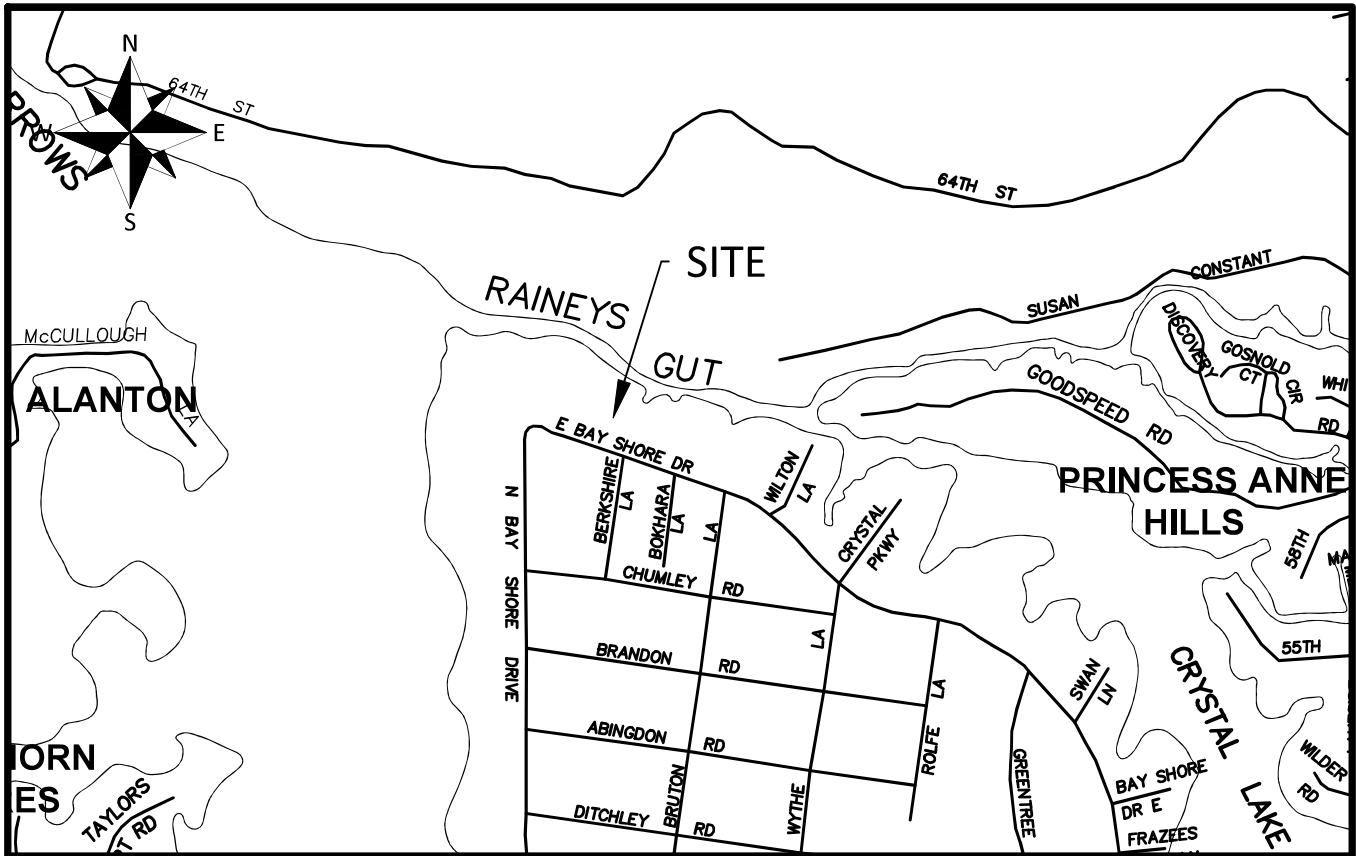 N
64TH ST
W
E
S
64TH ST
SITE
RAINEYS GUT
SUSAN CONSTANT
DISCOVERY
GOSNOLD
CT
CIR
RD
GOODSPEED RD
McCULLOUGH
LA
ALANTON
E BAY SHORE DR
N BAY SHORE DRIVE
BERKSHIRE
LA
BOKHARA
LA
LA
WILTON
LA
CRYSTAL
PKWY
PRINCESS ANNE
HILLS
58TH
55TH
CHUMLEY RD
LA
BRANDON RD
LA
ABINGDON RD
ROLFE
DITCHLEY RD
BRUTON
WYTHE
GREENTREE
SWAN
LN
CRYSTAL
LAKE
WILDER
RD
BAY SHORE
DR E
FRAZEES
TAYLORS
RD